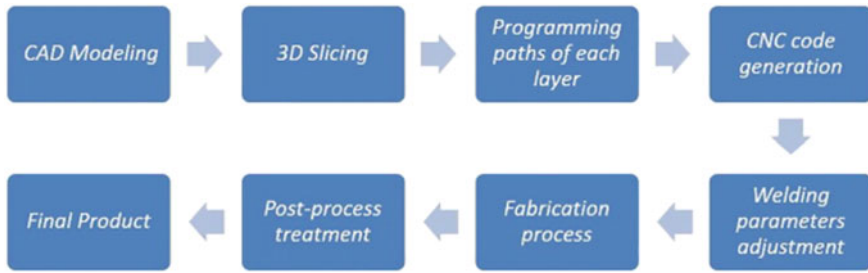 CAD Modeling
3D Slicing
Programming
paths of each
layer
CNC code
generation
Welding
parameters
adjustment
Fabrication
process
Post-process
treatment
Final Product